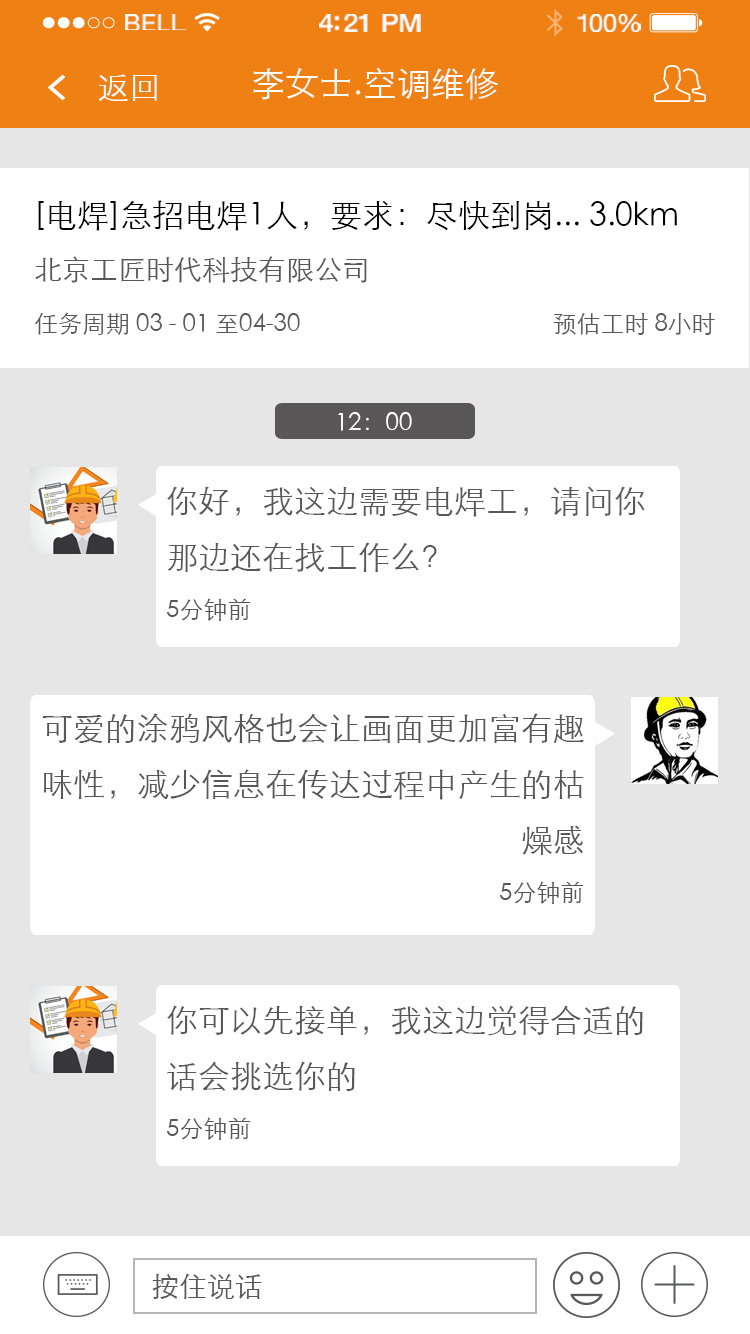 BELL 4:21 PM 100%
返回 李女士.空调维修
[电焊]急招电焊1人，要求：尽快到岗... 3.0km
北京工匠时代科技有限公司
任务周期 03 - 01 至04-30 预估工时 8小时
12：00
你好，我这边需要电焊工，请问你
那边还在找工作么？
5分钟前
可爱的涂鸦风格也会让画面更加富有趣
味性，减少信息在传达过程中产生的枯
燥感
5分钟前
你可以先接单，我这边觉得合适的
话会挑选你的
5分钟前
按住说话